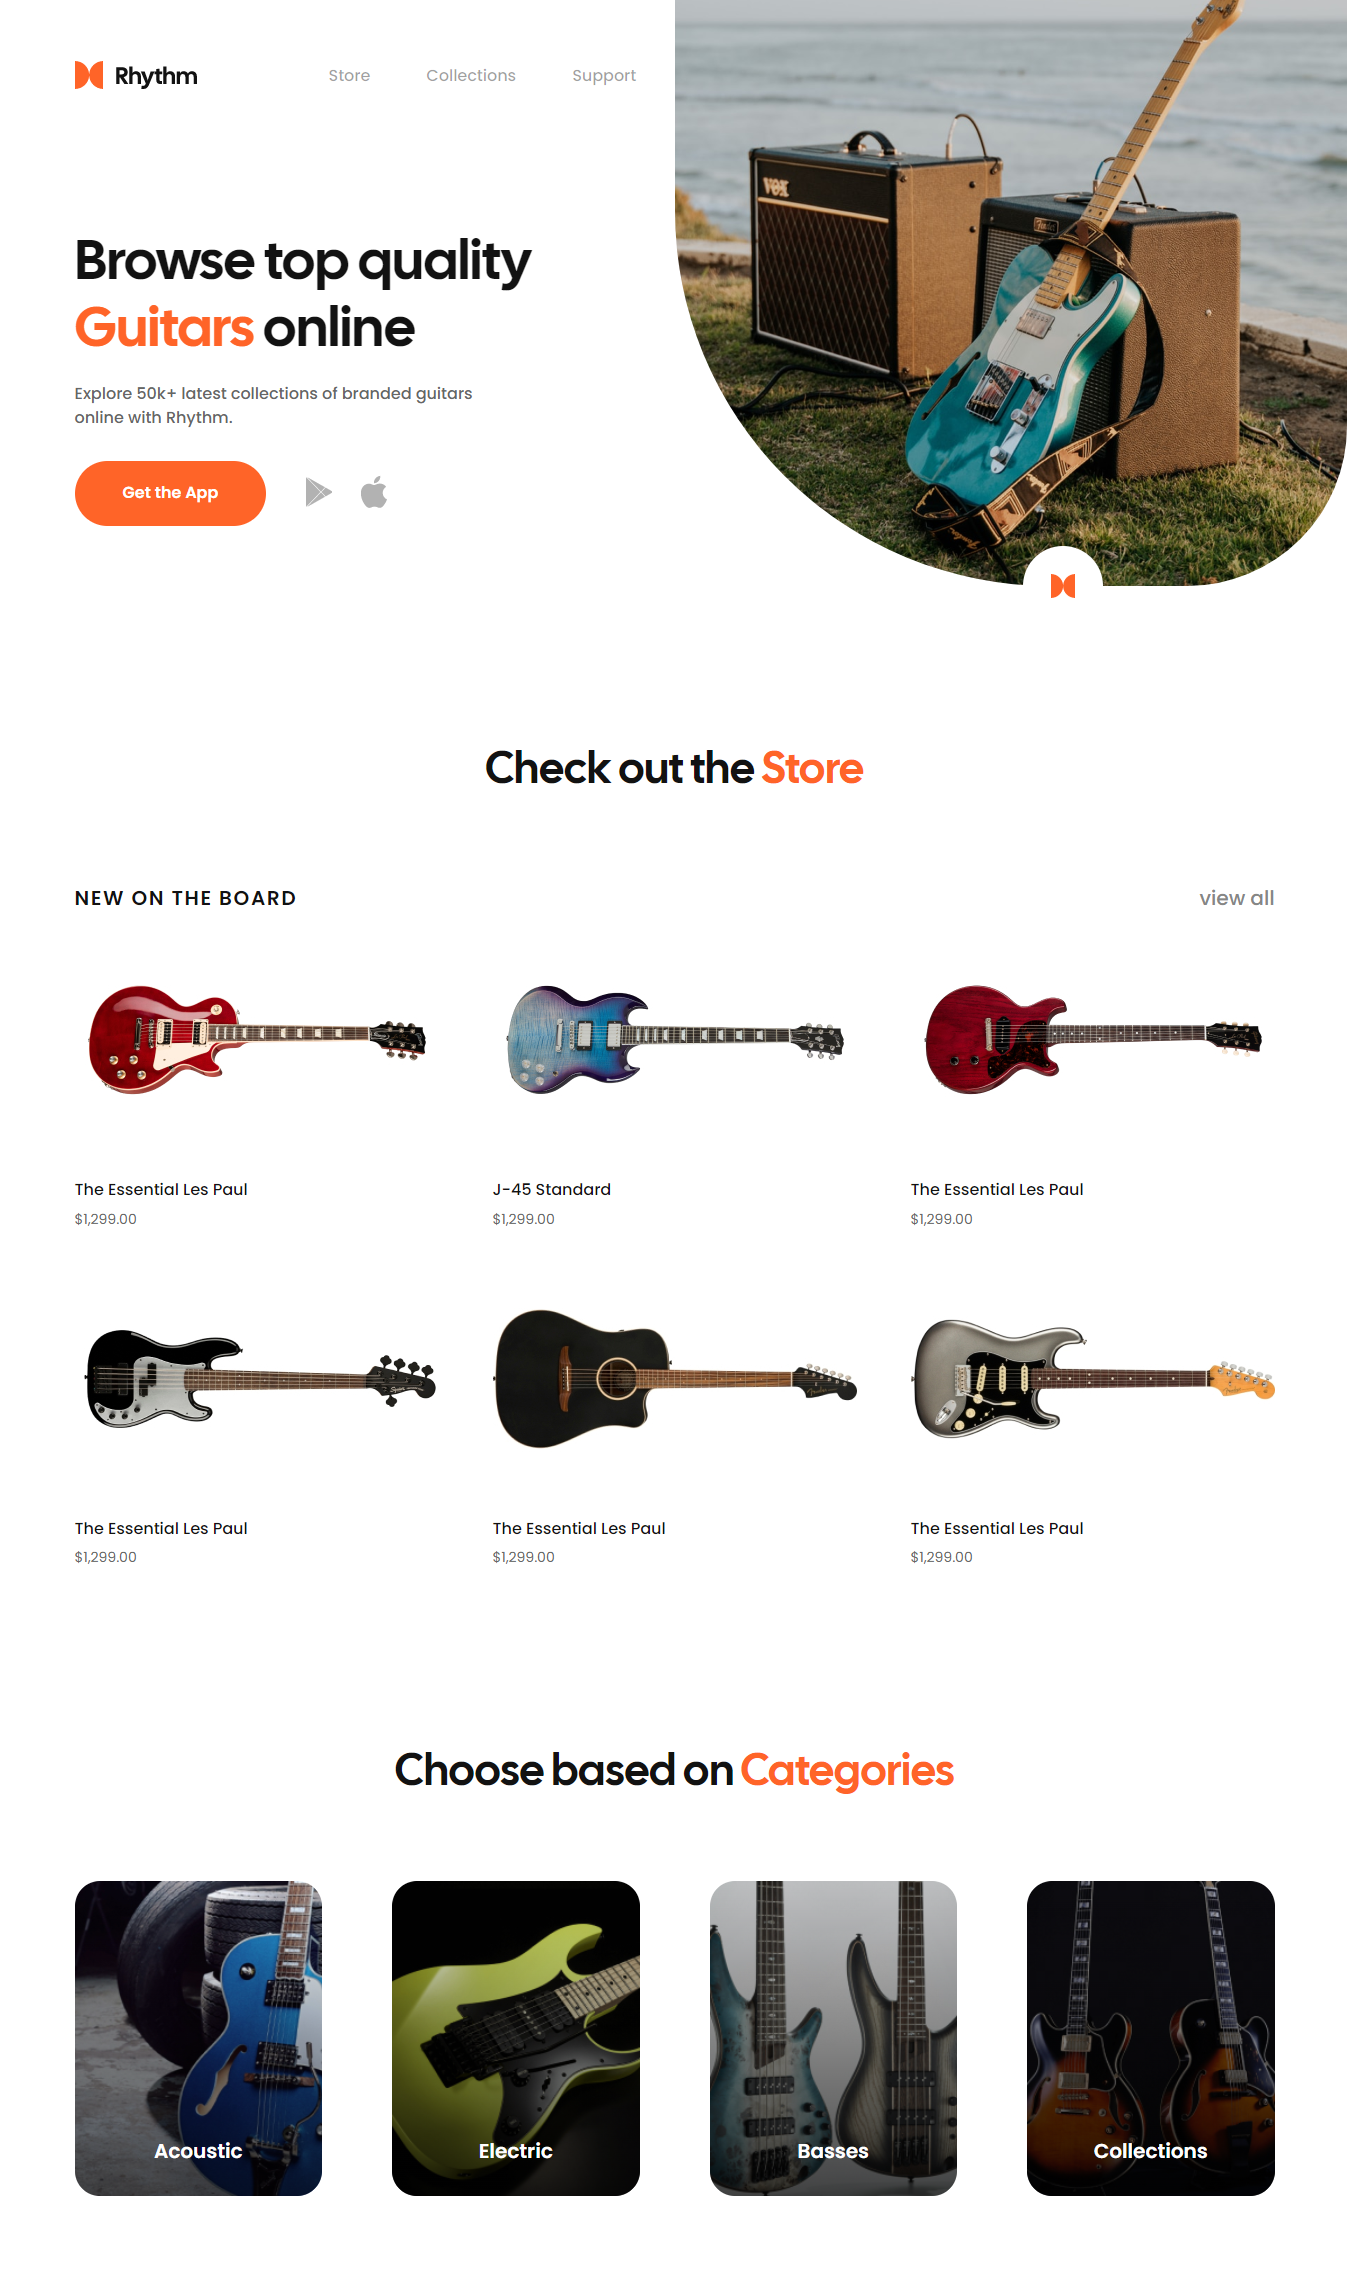 Rhythm
Store
Collections
Support
VOX
Fender
Browse top quality
Guitars online
Explore 50k+ latest collections of branded guitars
online with Rhythm.
Get the App
Check out the Store
NEW ON THE BOARD
view all
The Essential Les Paul
$1,299.00
J-45 Standard
$1,299.00
The Essential Les Paul
$1,299.00
The Essential Les Paul
$1,299.00
The Essential Les Paul
$1,299.00
The Essential Les Paul
$1,299.00
Choose based on Categories
Acoustic
Electric
Basses
Collections